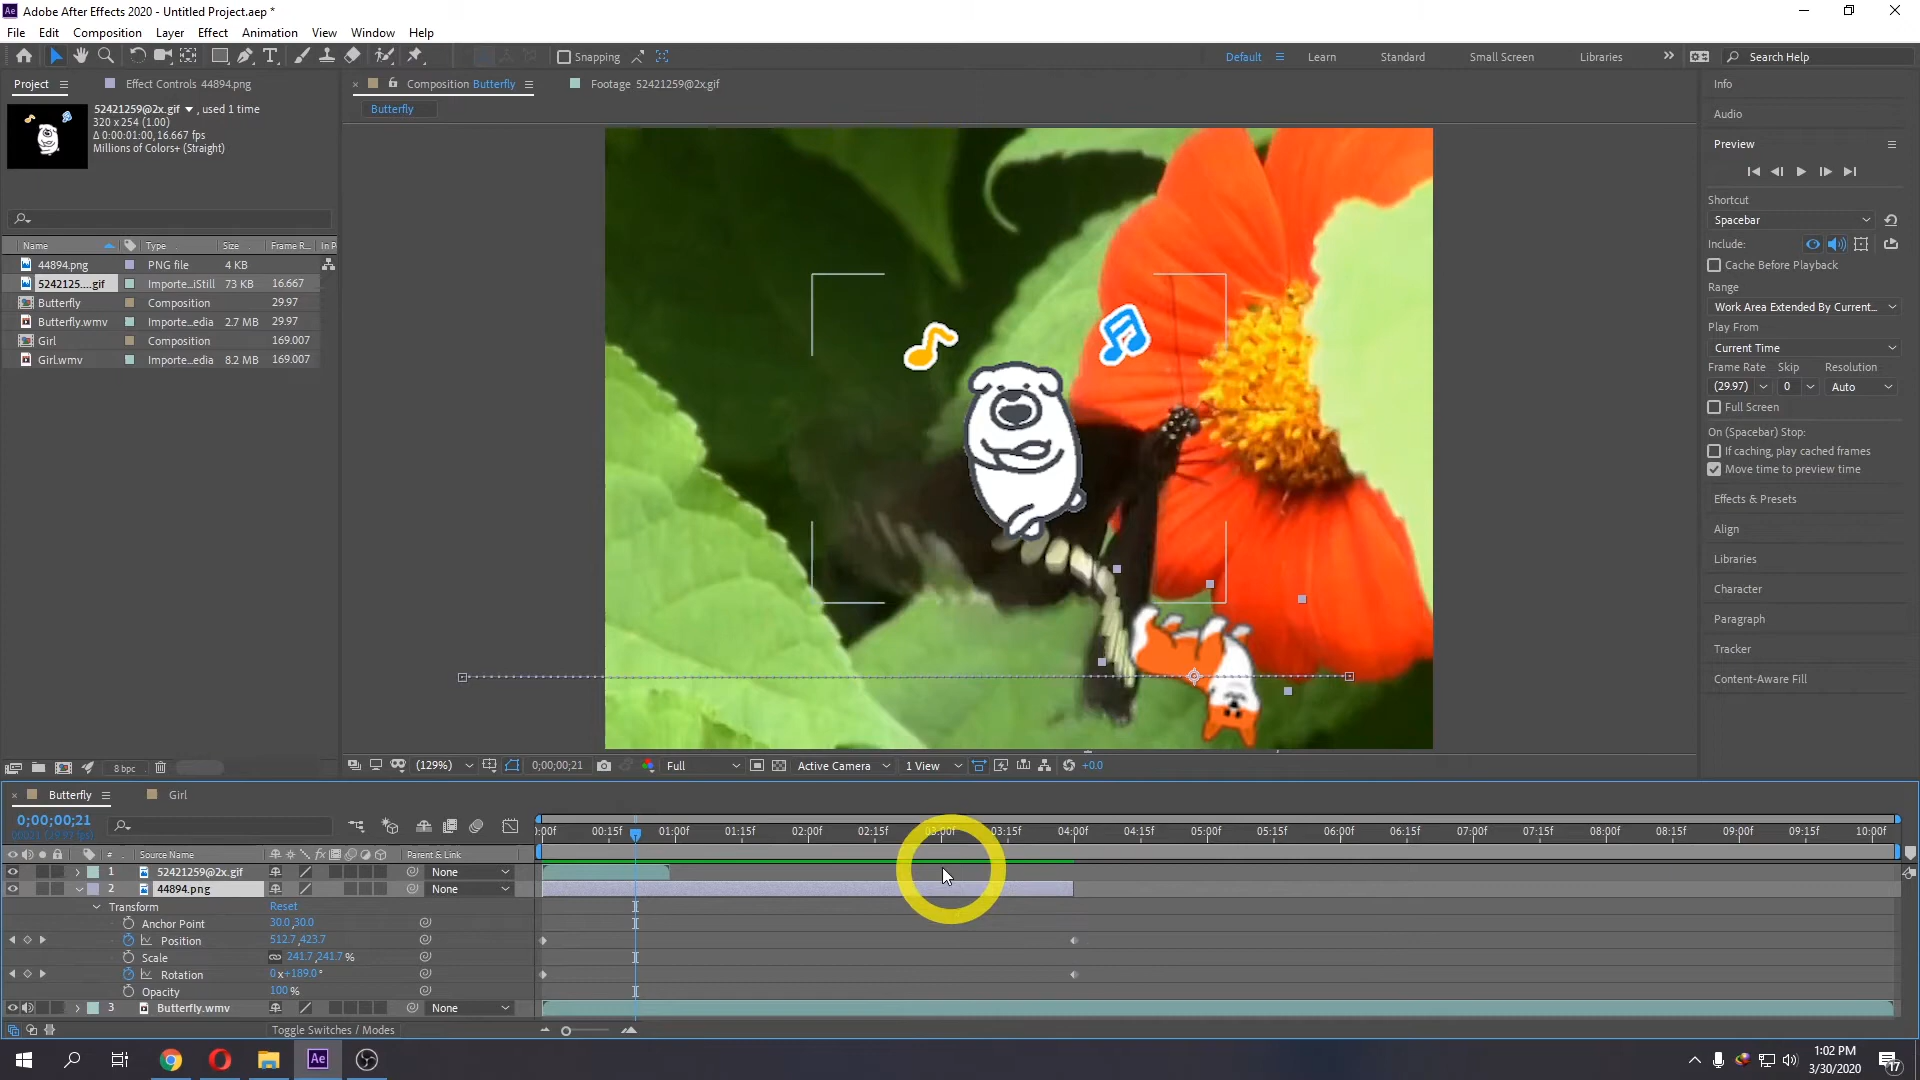 Adobe After Effects 2020 - Untitled Project.aep *
File Edit Composition Layer Effect Animation View Window Help
Snapping
Default Learn Standard Small Screen Libraries
Search Help
Project
Effect Controls 44894.png
Composition Butterfly
Footage 52421259@2x.gif
Butterfly
52421259@2x.gif , used 1 time
320 x 254 (1.00)
Δ 0:00:01:00, 16.667 fps
Millions of Colors+ (Straight)
Name Type Size Frame R... In P
44894.png PNG file 4 KB
5242125....gif Importe...iStill 73 KB 16.667
Butterfly Composition 29.97
Butterfly.wmv Importe...edia 2.7 MB 29.97
Girl Composition 169.007
Girl.wmv Importe...edia 8.2 MB 169.007
8 bpc
Info
Audio
Preview
Shortcut
Spacebar
Include:
Cache Before Playback
Range
Work Area Extended By Current...
Play From
Current Time
Frame Rate Skip Resolution
(29.97) 0 Auto
Full Screen
On (Spacebar) Stop:
If caching, play cached frames
Move time to preview time
Effects & Presets
Align
Libraries
Character
Paragraph
Tracker
Content-Aware Fill
(129%) 0;00;00;21 Full Active Camera 1 View +0.0
Butterfly Girl
0;00;00;21
00021 (29.97 fps)
:00f 00:15f 01:00f 01:15f 02:00f 02:15f 03:00f 03:15f 04:00f 04:15f 05:00f 05:15f 06:00f 06:15f 07:00f 07:15f 08:00f 08:15f 09:00f 09:15f 10:00f
# Source Name fx Parent & Link
1 52421259@2x.gif None
2 44894.png None
Transform Reset
Anchor Point 30.0,30.0
Position 512.7,423.7
Scale 241.7,241.7 %
Rotation 0x+189.0°
Opacity 100 %
3 Butterfly.wmv None
Toggle Switches / Modes
Ae
1:02 PM
3/30/2020
17